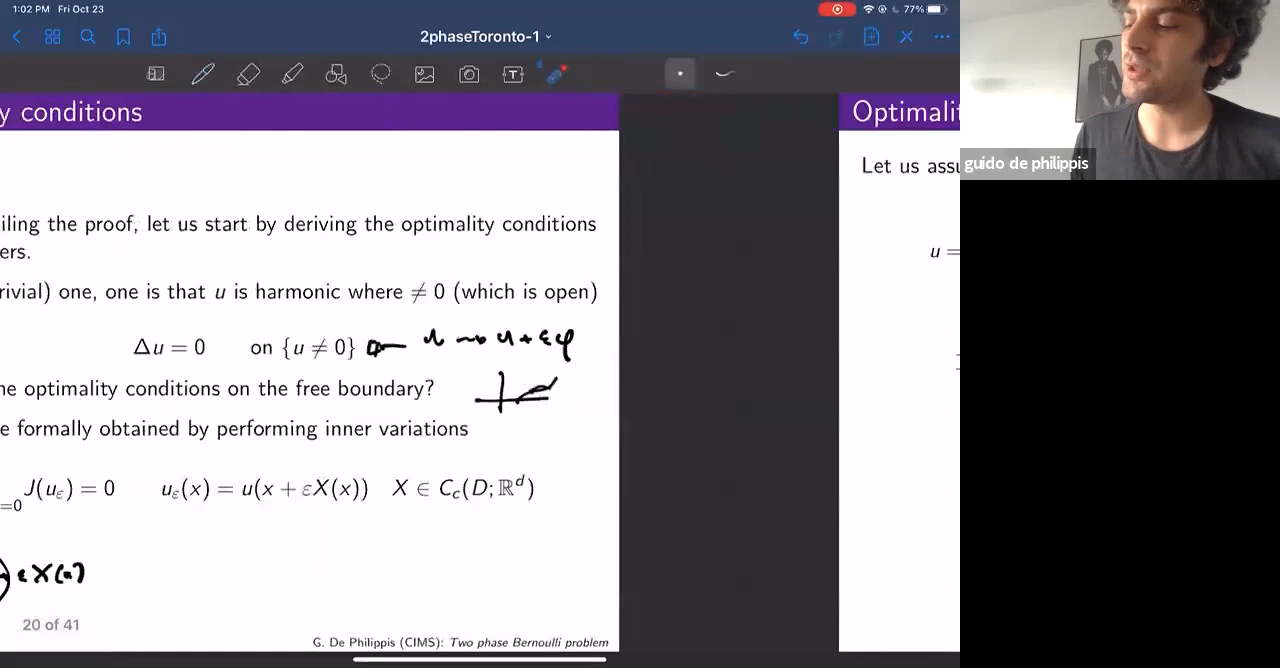 1:02 PM Fri Oct 23
77%
2phaseToronto-1
T
y conditions
Optimalit
guido de philippis
Let us assu
iling the proof, let us start by deriving the optimality conditions
ers.
u =
rivial) one, one is that u is harmonic where ≠ 0 (which is open)
Δu = 0 on {u ≠ 0} u ⇝ u + εφ
ne optimality conditions on the free boundary?
e formally obtained by performing inner variations
=0 J(u_ε) = 0 u_ε(x) = u(x + εX(x)) X ∈ C_c(D; ℝ^d)
εX(x)
20 of 41
G. De Philippis (CIMS): Two phase Bernoulli problem